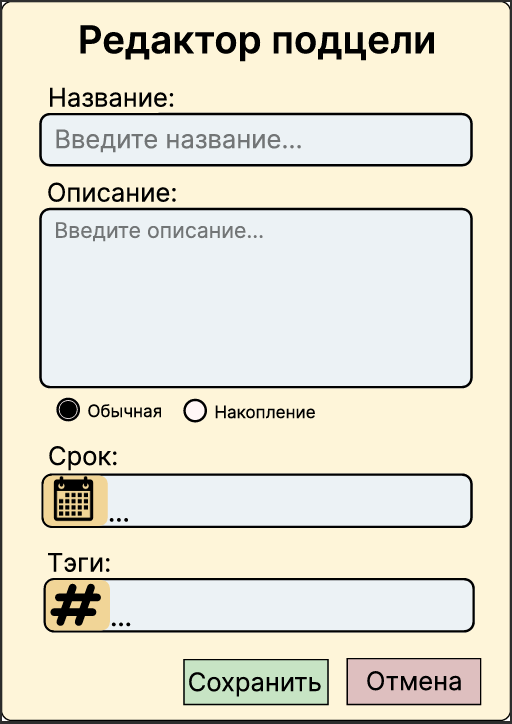 Редактор подцели
Название:
Введите название...
Описание:
Введите описание...
Обычная Накопление
Срок:
...
Тэги:
# ...
Сохранить Отмена